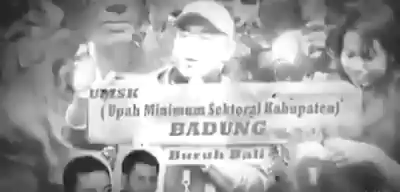 UMSK
( Upah Minimum Sektoral Kabupaten)
BADUNG
Buruh Bali